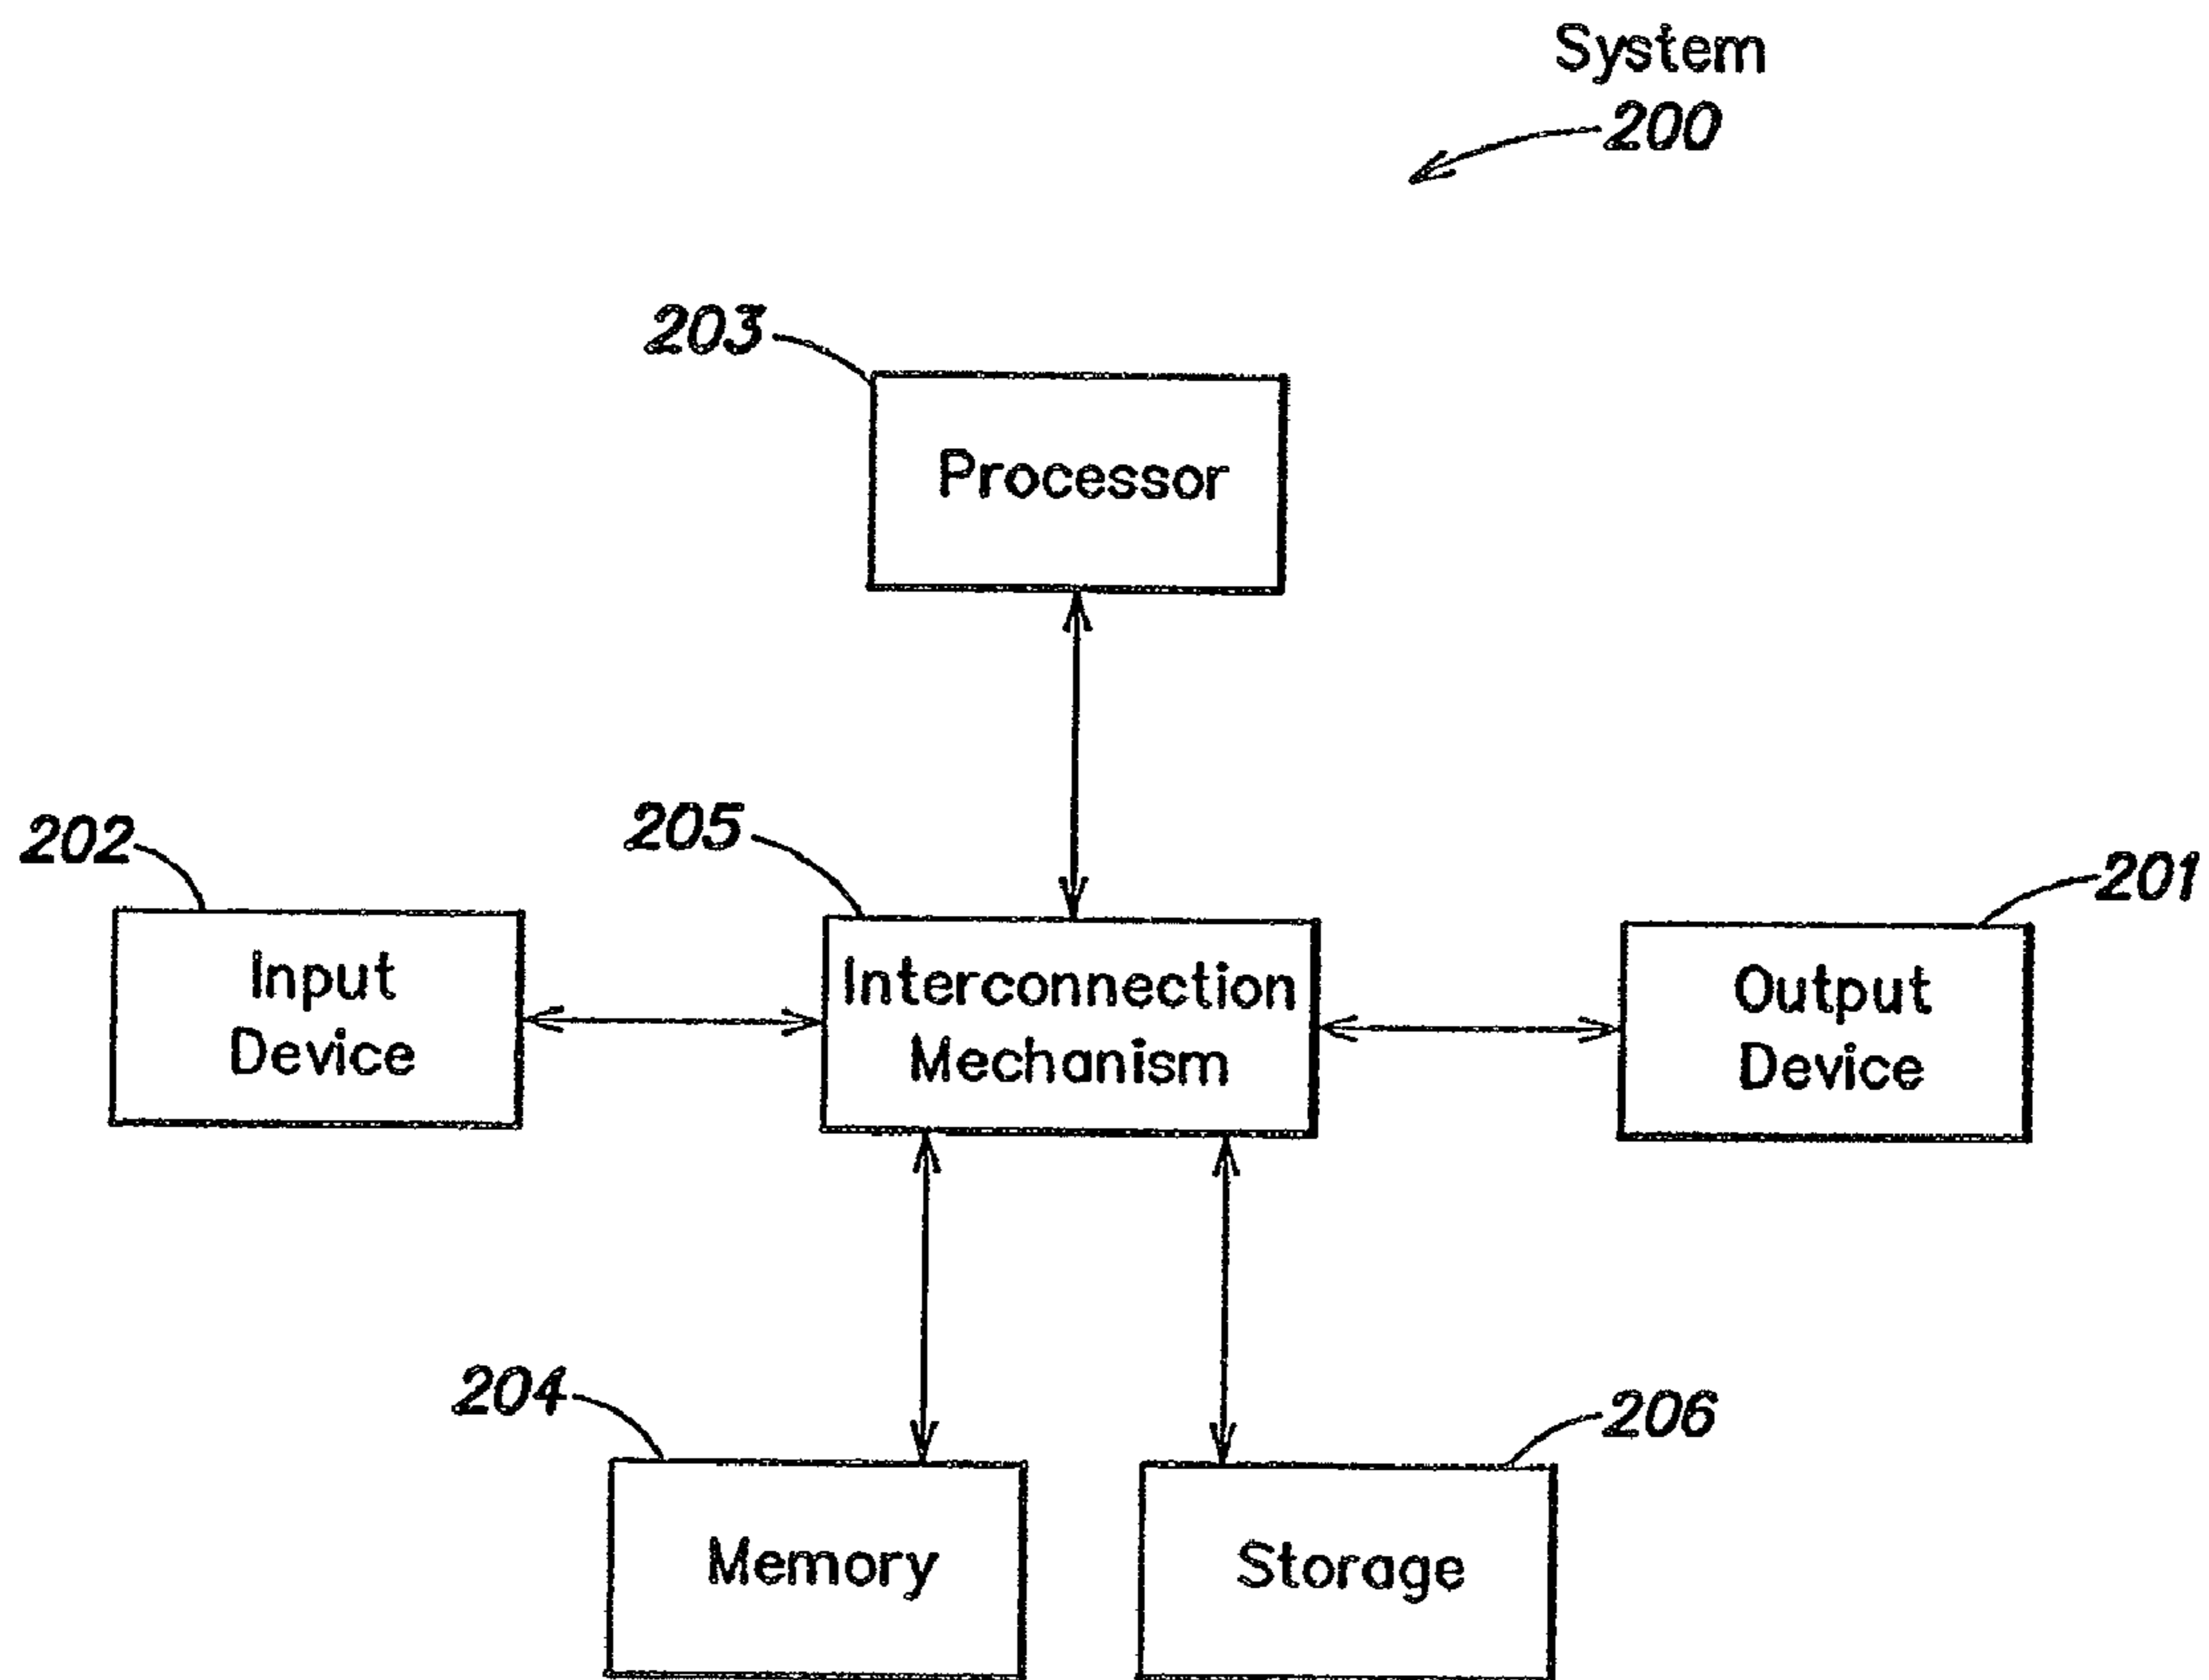 System
200
203
Processor
202
205
201
Input
Device
Interconnection
Mechanism
Output
Device
204
206
Memory
Storage